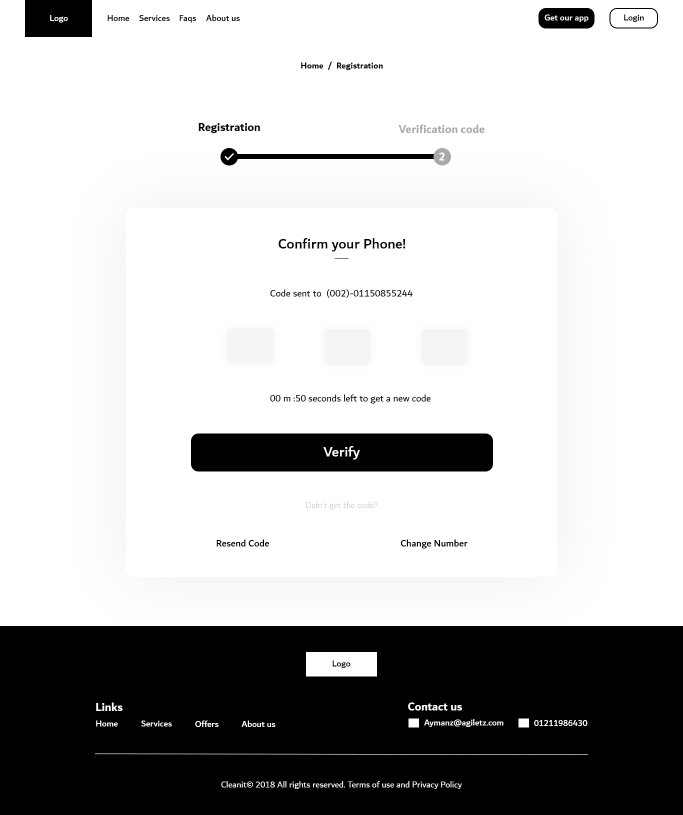 Logo Home Services Faqs About us Get our app Login
Home / Registration
Registration Verification code
2
Confirm your Phone!
Code sent to (002)-01150855244
00 m :50 seconds left to get a new code
Verify
Didn't get the code?
Resend Code Change Number
Logo
Links Contact us
Home Services Offers About us Aymanz@agiletz.com 01211986430
Cleanit© 2018 All rights reserved. Terms of use and Privacy Policy